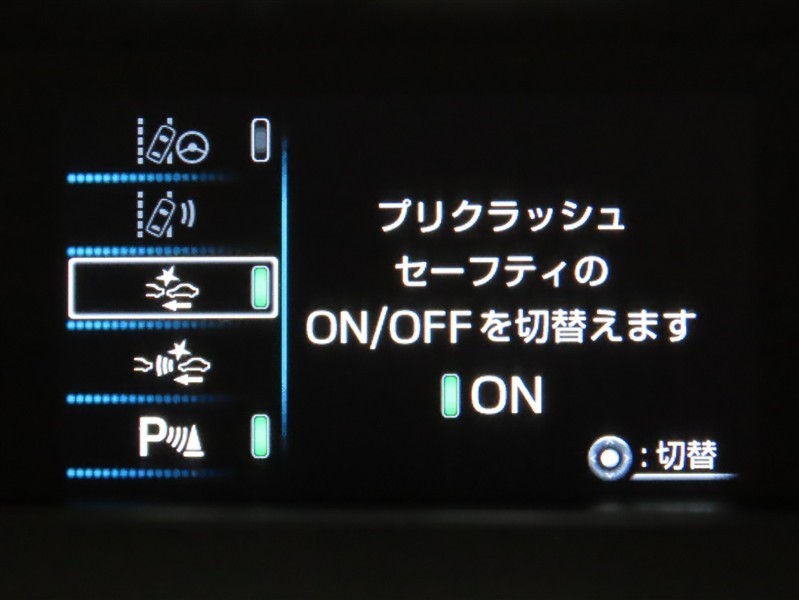 プリクラッシュ
セーフティの
ON/OFFを切替えます
ON
P
:切替